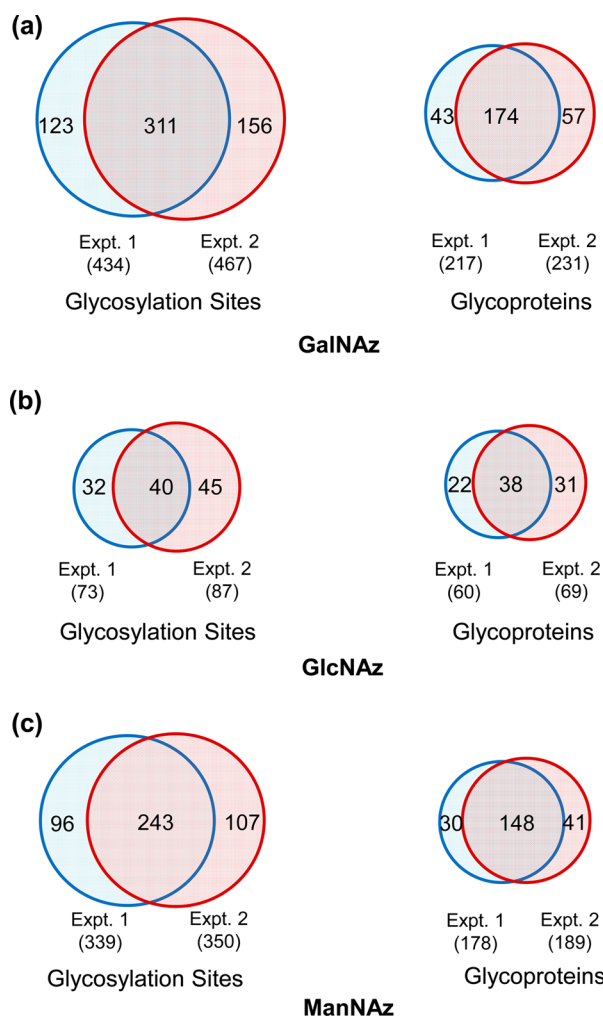 (a)
123 311 156 43 174 57
Expt. 1 Expt. 2 Expt. 1 Expt. 2
(434) (467) (217) (231)
Glycosylation Sites Glycoproteins
GalNAz
(b)
32 40 45 22 38 31
Expt. 1 Expt. 2 Expt. 1 Expt. 2
(73) (87) (60) (69)
Glycosylation Sites Glycoproteins
GlcNAz
(c)
96 243 107 30 148 41
Expt. 1 Expt. 2 Expt. 1 Expt. 2
(339) (350) (178) (189)
Glycosylation Sites Glycoproteins
ManNAz